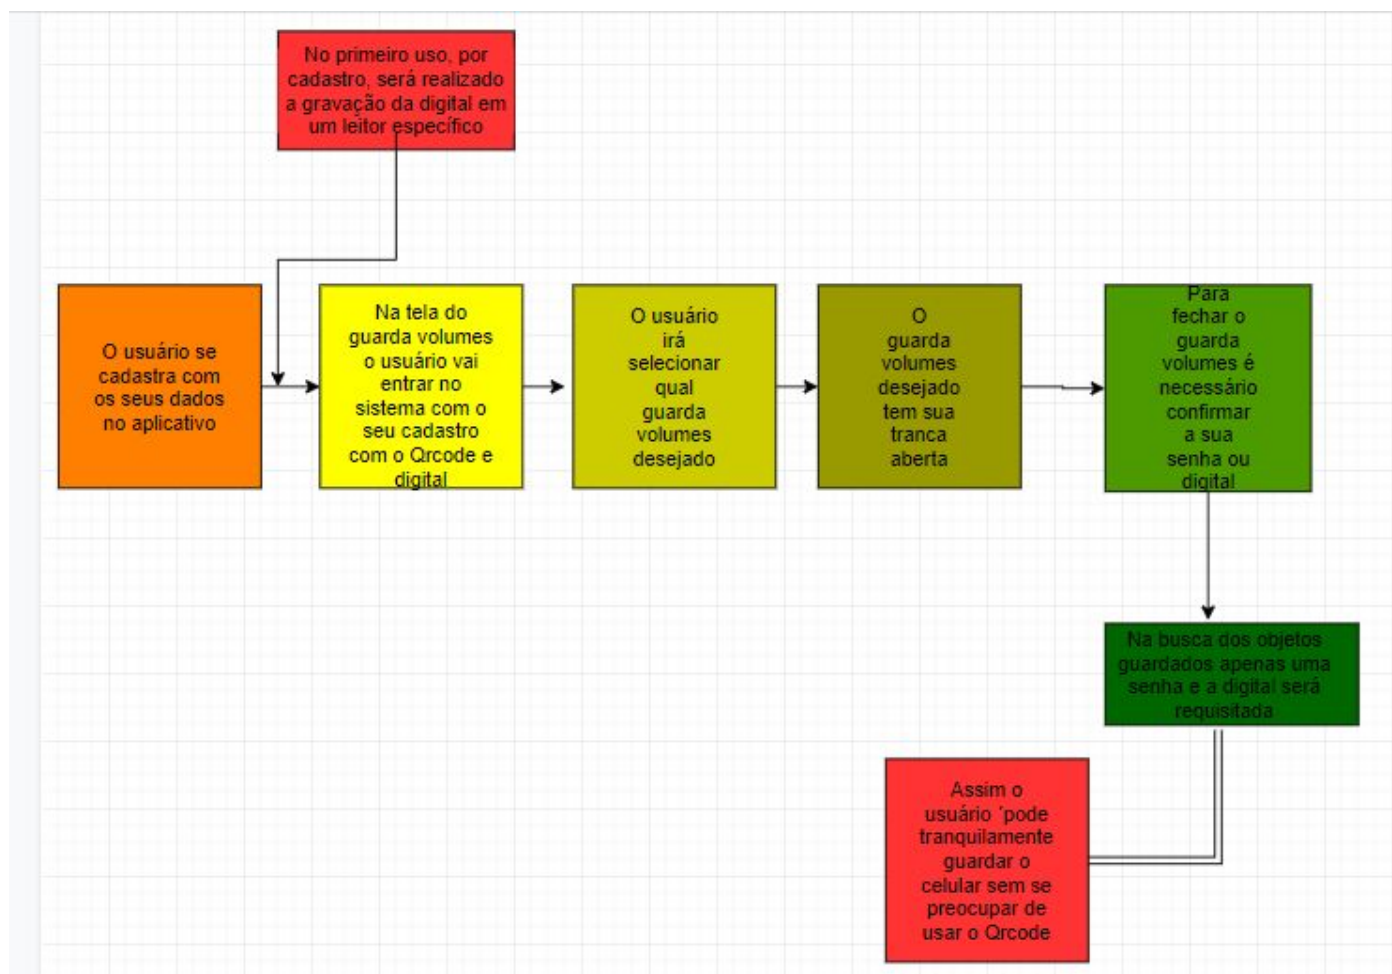 No primeiro uso, por
cadastro, será realizado
a gravação da digital em
um leitor específico
O usuário se
cadastra com
os seus dados
no aplicativo
Na tela do
guarda volumes
o usuário vai
entrar no
sistema com o
seu cadastro
com o Qrcode e
digital
O usuário
irá
selecionar
qual
guarda
volumes
desejado
O
guarda
volumes
desejado
tem sua
tranca
aberta
Para
fechar o
guarda
volumes é
necessário
confirmar
a sua
senha ou
digital
Na busca dos objetos
guardados apenas uma
senha e a digital será
requisitada
Assim o
usuário ´pode
tranquilamente
guardar o
celular sem se
preocupar de
usar o Qrcode